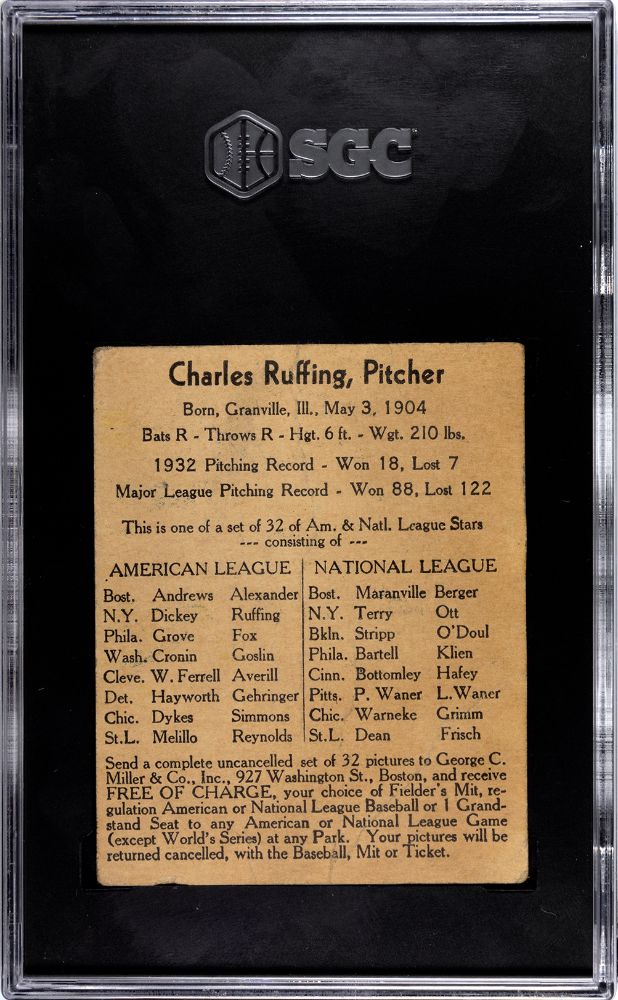 SGC
Charles Ruffing, Pitcher
Born, Granville, Ill., May 3, 1904
Bats R - Throws R - Hgt. 6 ft. - Wgt. 210 lbs.
1932 Pitching Record - Won 18, Lost 7
Major League Pitching Record - Won 88, Lost 122
This is one of a set of 32 of Am. & Natl. League Stars
--- consisting of ---
AMERICAN LEAGUE NATIONAL LEAGUE
Bost. Andrews Alexander Bost. Maranville Berger
N.Y. Dickey Ruffing N.Y. Terry Ott
Phila. Grove Fox Bkln. Stripp O'Doul
Wash. Cronin Goslin Phila. Bartell Klien
Cleve. W. Ferrell Averill Cinn. Bottomley Hafey
Det. Hayworth Gehringer Pitts. P. Waner L. Waner
Chic. Dykes Simmons Chic. Warneke Grimm
St.L. Melillo Reynolds St.L. Dean Frisch
Send a complete uncancelled set of 32 pictures to George C.
Miller & Co., Inc., 927 Washington St., Boston, and receive
FREE OF CHARGE, your choice of Fielder's Mit, re-
gulation American or National League Baseball or 1 Grand-
stand Seat to any American or National League Game
(except World's Series) at any Park. Your pictures will be
returned cancelled, with the Baseball, Mit or Ticket.